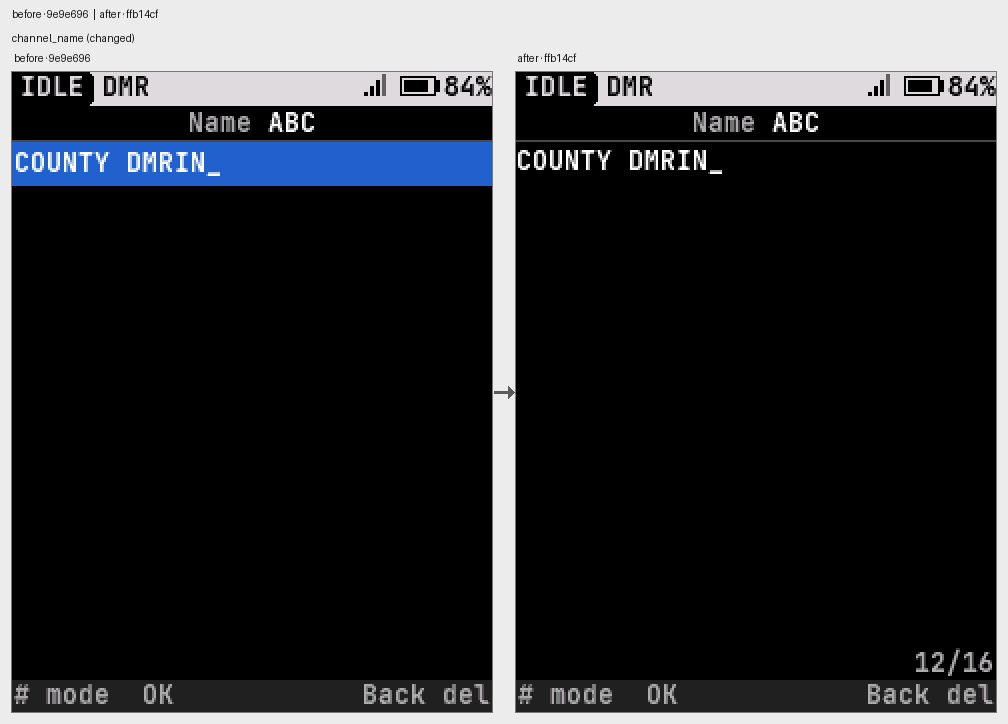 before·9e9e696 | after·ffb14cf
channel_name (changed)
before·9e9e696
IDLE DMR 84%
Name ABC
COUNTY DMRIN_
# mode OK Back del
after·ffb14cf
IDLE DMR 84%
Name ABC
COUNTY DMRIN_
12/16
# mode OK Back del